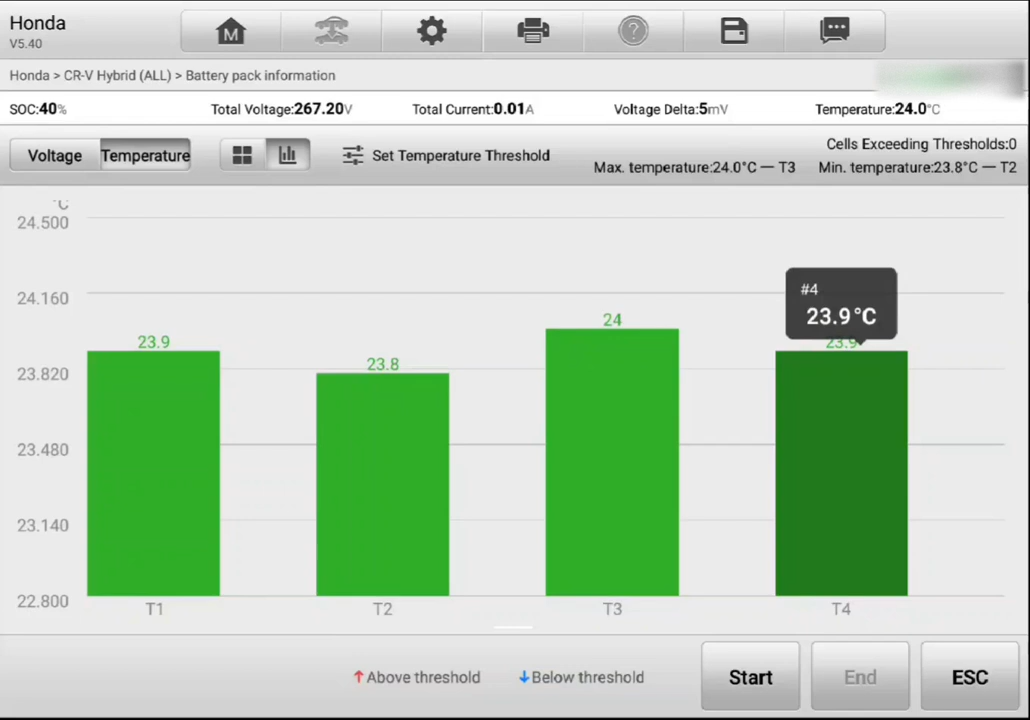 Honda
V5.40
M
?
Honda > CR-V Hybrid (ALL) > Battery pack information
SOC:40% Total Voltage:267.20V Total Current:0.01A Voltage Delta:5mV Temperature:24.0°C
Voltage Temperature Set Temperature Threshold
Cells Exceeding Thresholds:0
Max. temperature:24.0°C — T3 Min. temperature:23.8°C — T2
°C
24.500
24.160
23.820
23.480
23.140
22.800
23.9
23.8
24
#4
23.9°C
23.9
T1 T2 T3 T4
↑Above threshold ↓Below threshold
Start End ESC